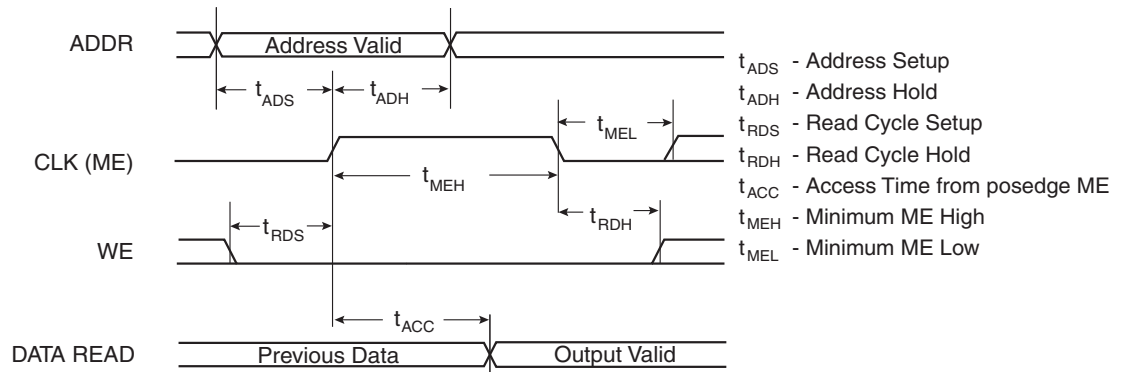 ADDR
Address Valid
tADS
tADH
CLK (ME)
tMEL
tMEH
WE
tRDS
tRDH
tACC
DATA READ
Previous Data
Output Valid
tADS - Address Setup
tADH - Address Hold
tRDS - Read Cycle Setup
tRDH - Read Cycle Hold
tACC - Access Time from posedge ME
tMEH - Minimum ME High
tMEL - Minimum ME Low